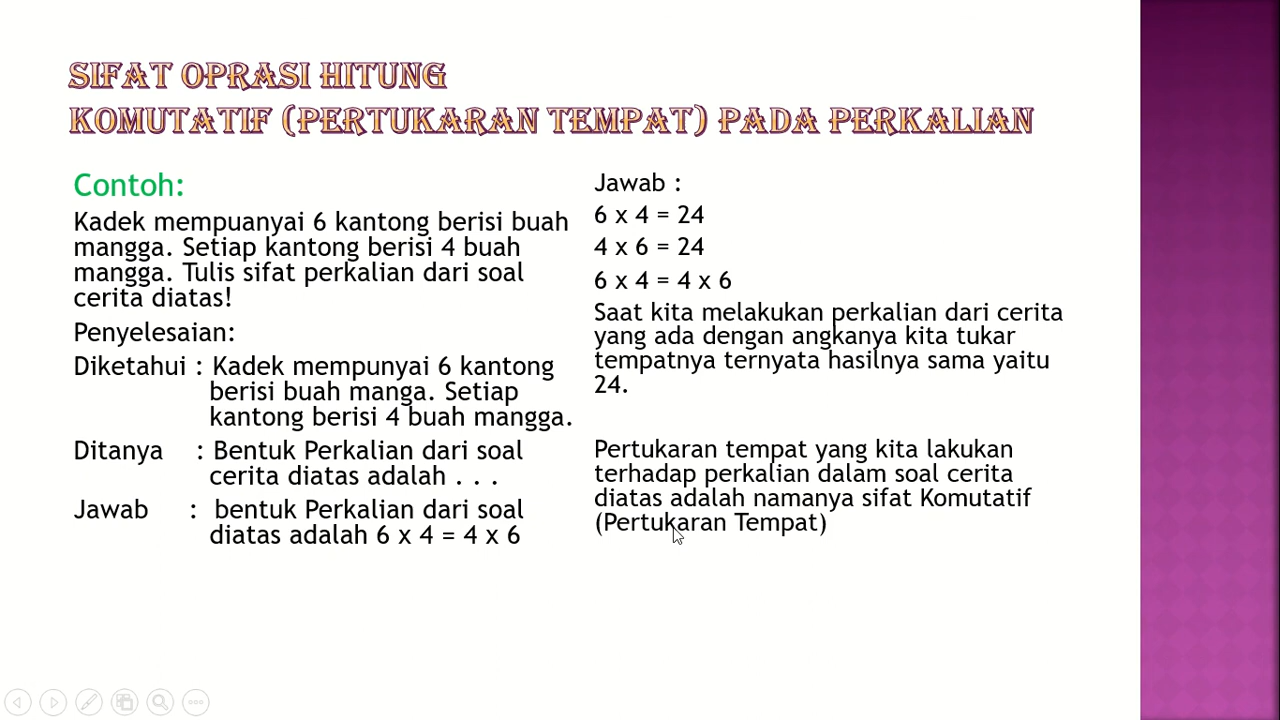 SIFAT OPRASI HITUNG
KOMUTATIF (PERTUKARAN TEMPAT) PADA PERKALIAN
Contoh:
Kadek mempuanyai 6 kantong berisi buah
mangga. Setiap kantong berisi 4 buah
mangga. Tulis sifat perkalian dari soal
cerita diatas!
Penyelesaian:
Diketahui : Kadek mempunyai 6 kantong
berisi buah manga. Setiap
kantong berisi 4 buah mangga.
Ditanya : Bentuk Perkalian dari soal
cerita diatas adalah . . .
Jawab : bentuk Perkalian dari soal
diatas adalah 6 x 4 = 4 x 6
Jawab :
6 x 4 = 24
4 x 6 = 24
6 x 4 = 4 x 6
Saat kita melakukan perkalian dari cerita
yang ada dengan angkanya kita tukar
tempatnya ternyata hasilnya sama yaitu
24.
Pertukaran tempat yang kita lakukan
terhadap perkalian dalam soal cerita
diatas adalah namanya sifat Komutatif
(Pertukaran Tempat)